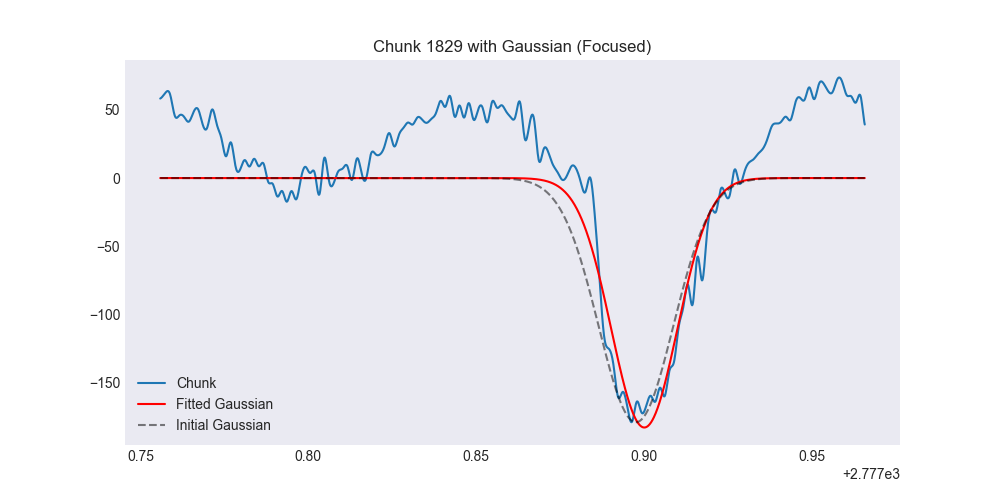 Chunk 1829 with Gaussian (Focused)
50
0
−50
−100
−150
Chunk
Fitted Gaussian
Initial Gaussian
0.75 0.80 0.85 0.90 0.95
+2.777e3